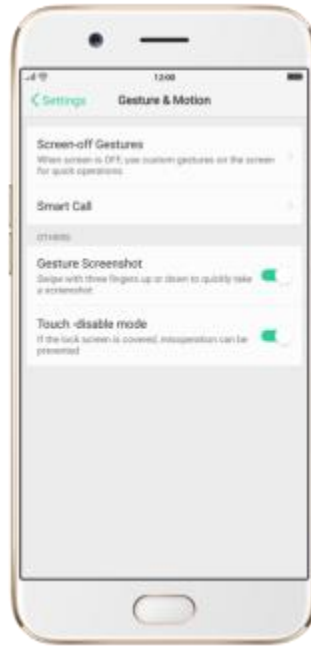 12:00
Settings
Gesture & Motion
Screen-off Gestures
When screen is OFF, use custom gestures on the screen
for quick operations
Smart Call
OTHERS
Gesture Screenshot
Swipe with three fingers up or down to quickly take
a screenshot
Touch -disable mode
If the lock screen is covered, misoperation can be
prevented